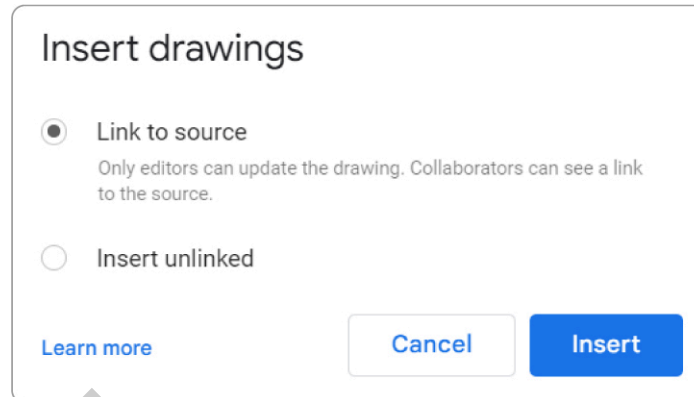 Insert drawings
Link to source
Only editors can update the drawing. Collaborators can see a link
to the source.
Insert unlinked
Learn more
Cancel
Insert